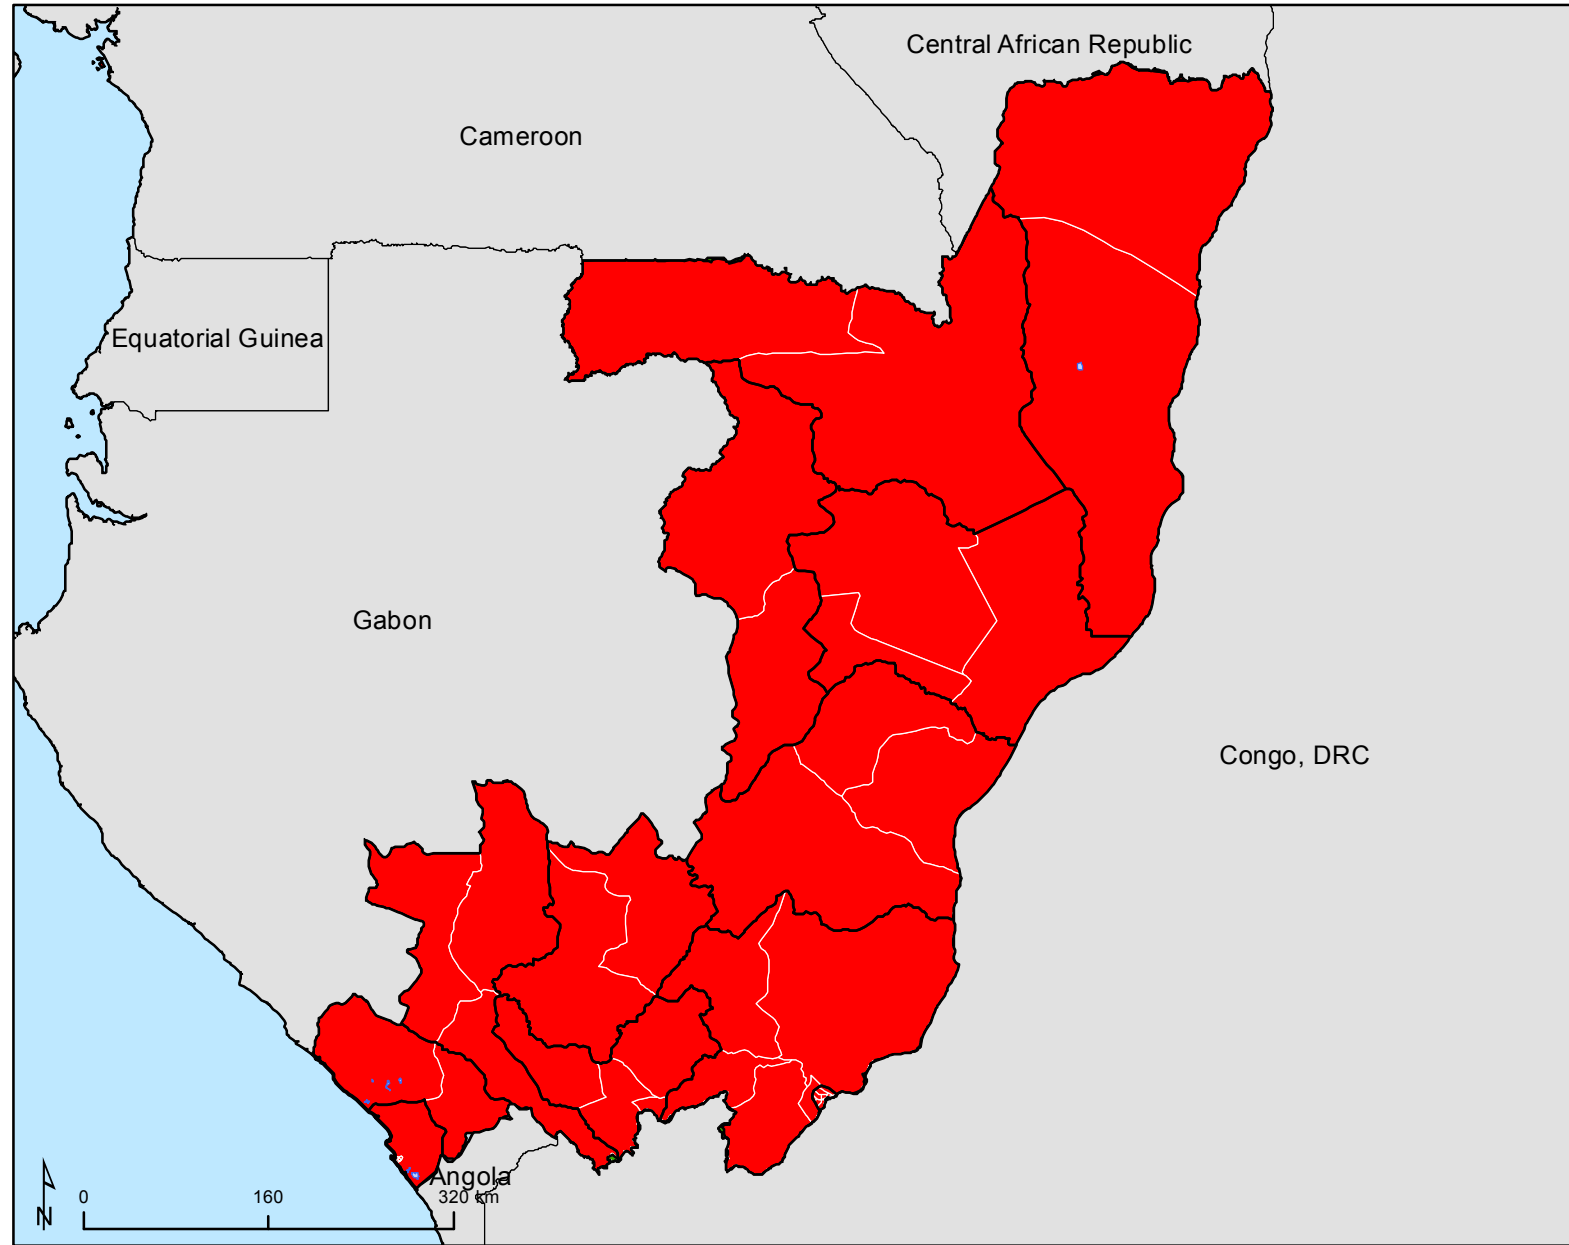 Central African Republic
Cameroon
Equatorial Guinea
Gabon
Congo, DRC
Angola
N
0 160 320 km